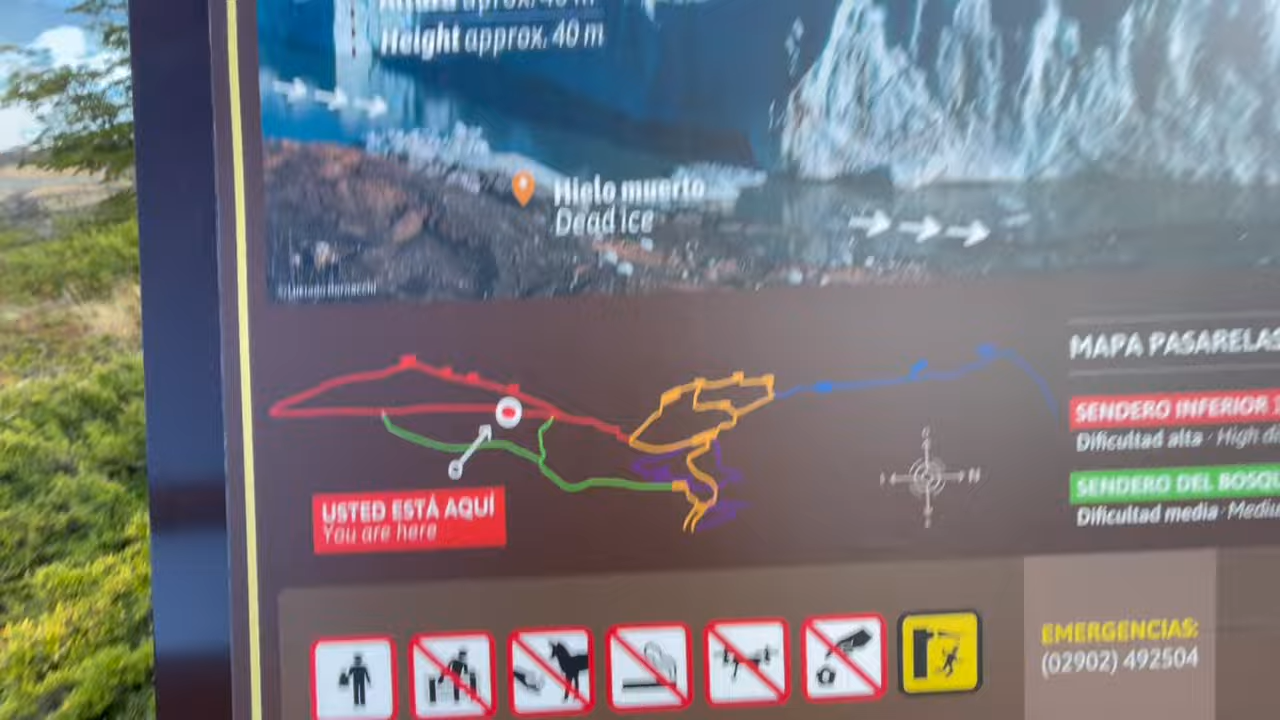 Height approx. 40 m
Hielo muerto
Dead ice
MAPA PASARELAS
SENDERO INFERIOR
Dificultad alta · High
SENDERO DEL
Dificultad media · 
N
USTED ESTÁ AQUÍ
You are here
EMERGENCIAS:
(02902) 492504